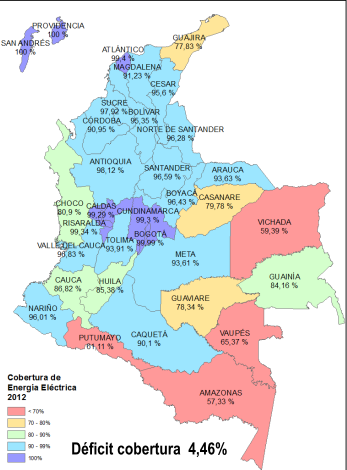 PROVIDENCIA
100 %
SAN ANDRÉS
100 %
GUAJIRA
77,83 %
ATLÁNTICO
99,4 %
MAGDALENA
91,23 %
CESAR
95,6 %
SUCRE
97,92 %
BOLIVAR
95,35 %
CÓRDOBA
90,95 %
NORTE DE SANTANDER
96,28 %
ANTIOQUIA
98,12 %
SANTANDER
96,59 %
ARAUCA
93,63 %
BOYACÁ
96,43 %
CASANARE
79,78 %
CHOCO
80,9 %
CALDAS
99,29 %
CUNDINAMARCA
99,3 %
VICHADA
59,39 %
RISARALDA
99,34 %
BOGOTÁ
99,99 %
TOLIMA
93,91 %
VALLE DEL CAUCA
96,83 %
META
93,61 %
GUAINÍA
84,16 %
CAUCA
86,82 %
HUILA
85,38 %
GUAVIARE
78,34 %
NARIÑO
96,01 %
PUTUMAYO
61,11 %
CAQUETÁ
90,1 %
VAUPÉS
65,37 %
AMAZONAS
57,33 %
Cobertura de
Energia Eléctrica
2012
< 70%
70 - 80%
80 - 90%
90 - 99%
100%
Déficit cobertura 4,46%